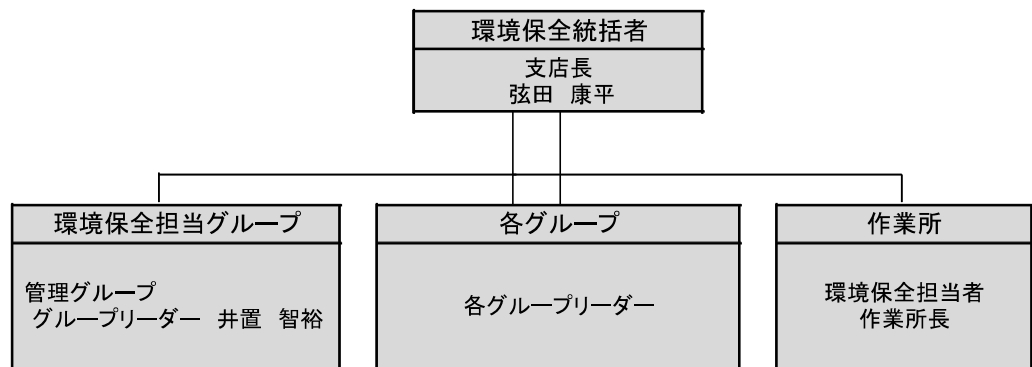 環境保全統括者
支店長
弦田　康平
環境保全担当グループ
管理グループ
グループリーダー　井置　智裕
各グループ
各グループリーダー
作業所
環境保全担当者
作業所長